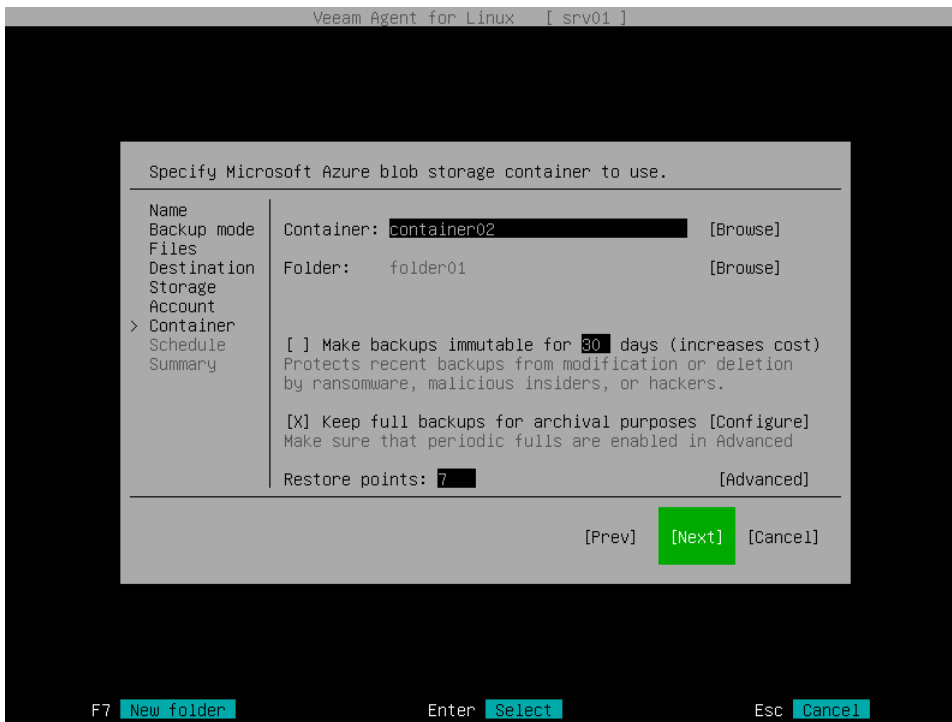 Veeam Agent for Linux [ srv01 ]
Specify Microsoft Azure blob storage container to use.
Name
Backup mode
Files
Destination
Storage
Account
> Container
Schedule
Summary
Container: container02 [Browse]
Folder: folder01 [Browse]
[ ] Make backups immutable for 30 days (increases cost)
Protects recent backups from modification or deletion
by ransomware, malicious insiders, or hackers.
[X] Keep full backups for archival purposes [Configure]
Make sure that periodic fulls are enabled in Advanced
Restore points: 7 [Advanced]
[Prev] [Next] [Cancel]
F7 New folder Enter Select Esc Cancel